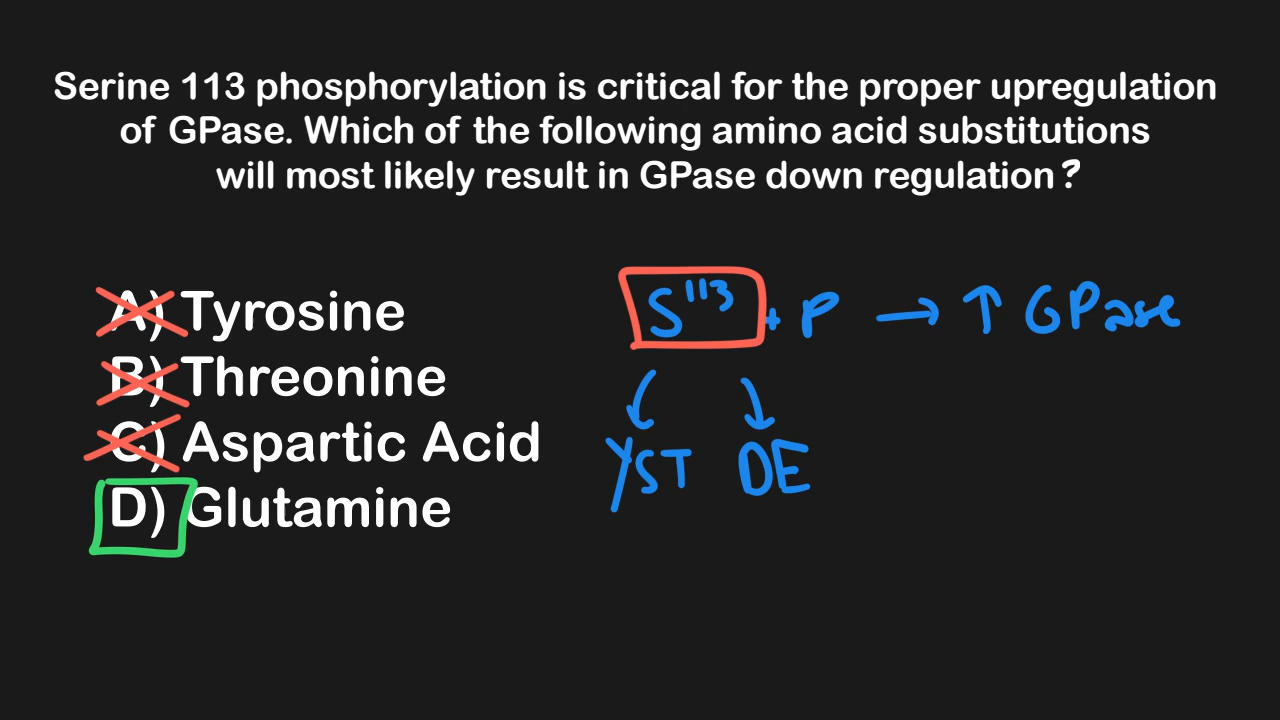 Serine 113 phosphorylation is critical for the proper upregulation
of GPase. Which of the following amino acid substitutions
will most likely result in GPase down regulation?
A) Tyrosine
B) Threonine
C) Aspartic Acid
D) Glutamine
S¹¹³ + P → ↑ GPase
YST DE